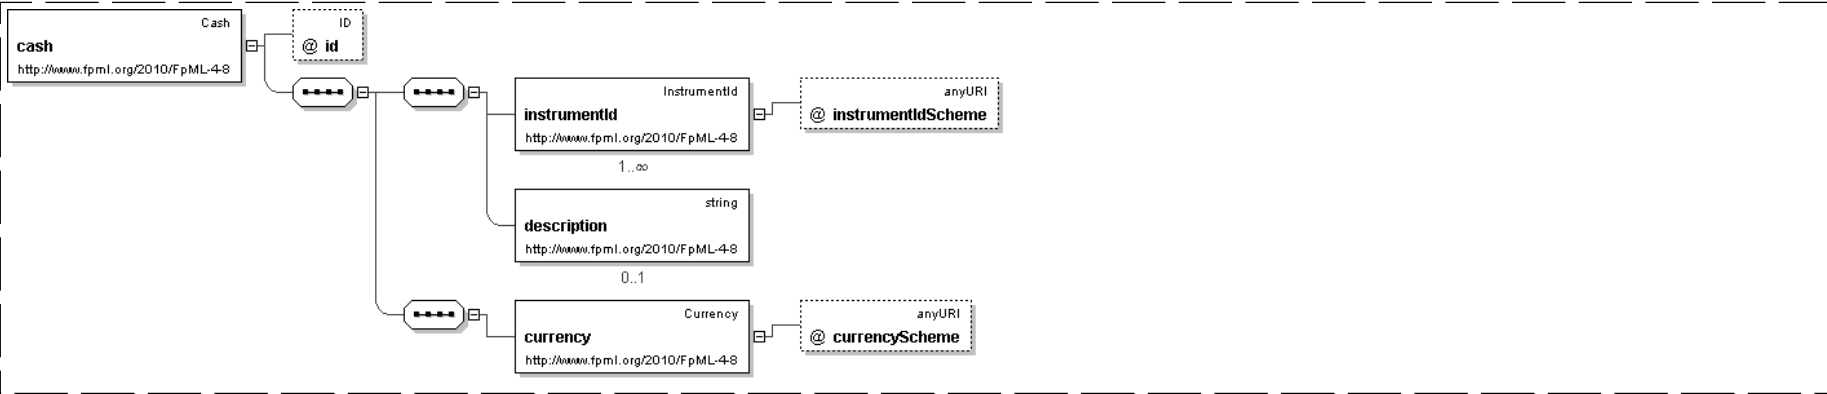 Cash
cash
http://www.fpml.org/2010/FpML-4-8
ID
@ id
InstrumentId
instrumentId
http://www.fpml.org/2010/FpML-4-8
1..∞
anyURI
@ instrumentIdScheme
string
description
http://www.fpml.org/2010/FpML-4-8
0..1
Currency
currency
http://www.fpml.org/2010/FpML-4-8
anyURI
@ currencyScheme